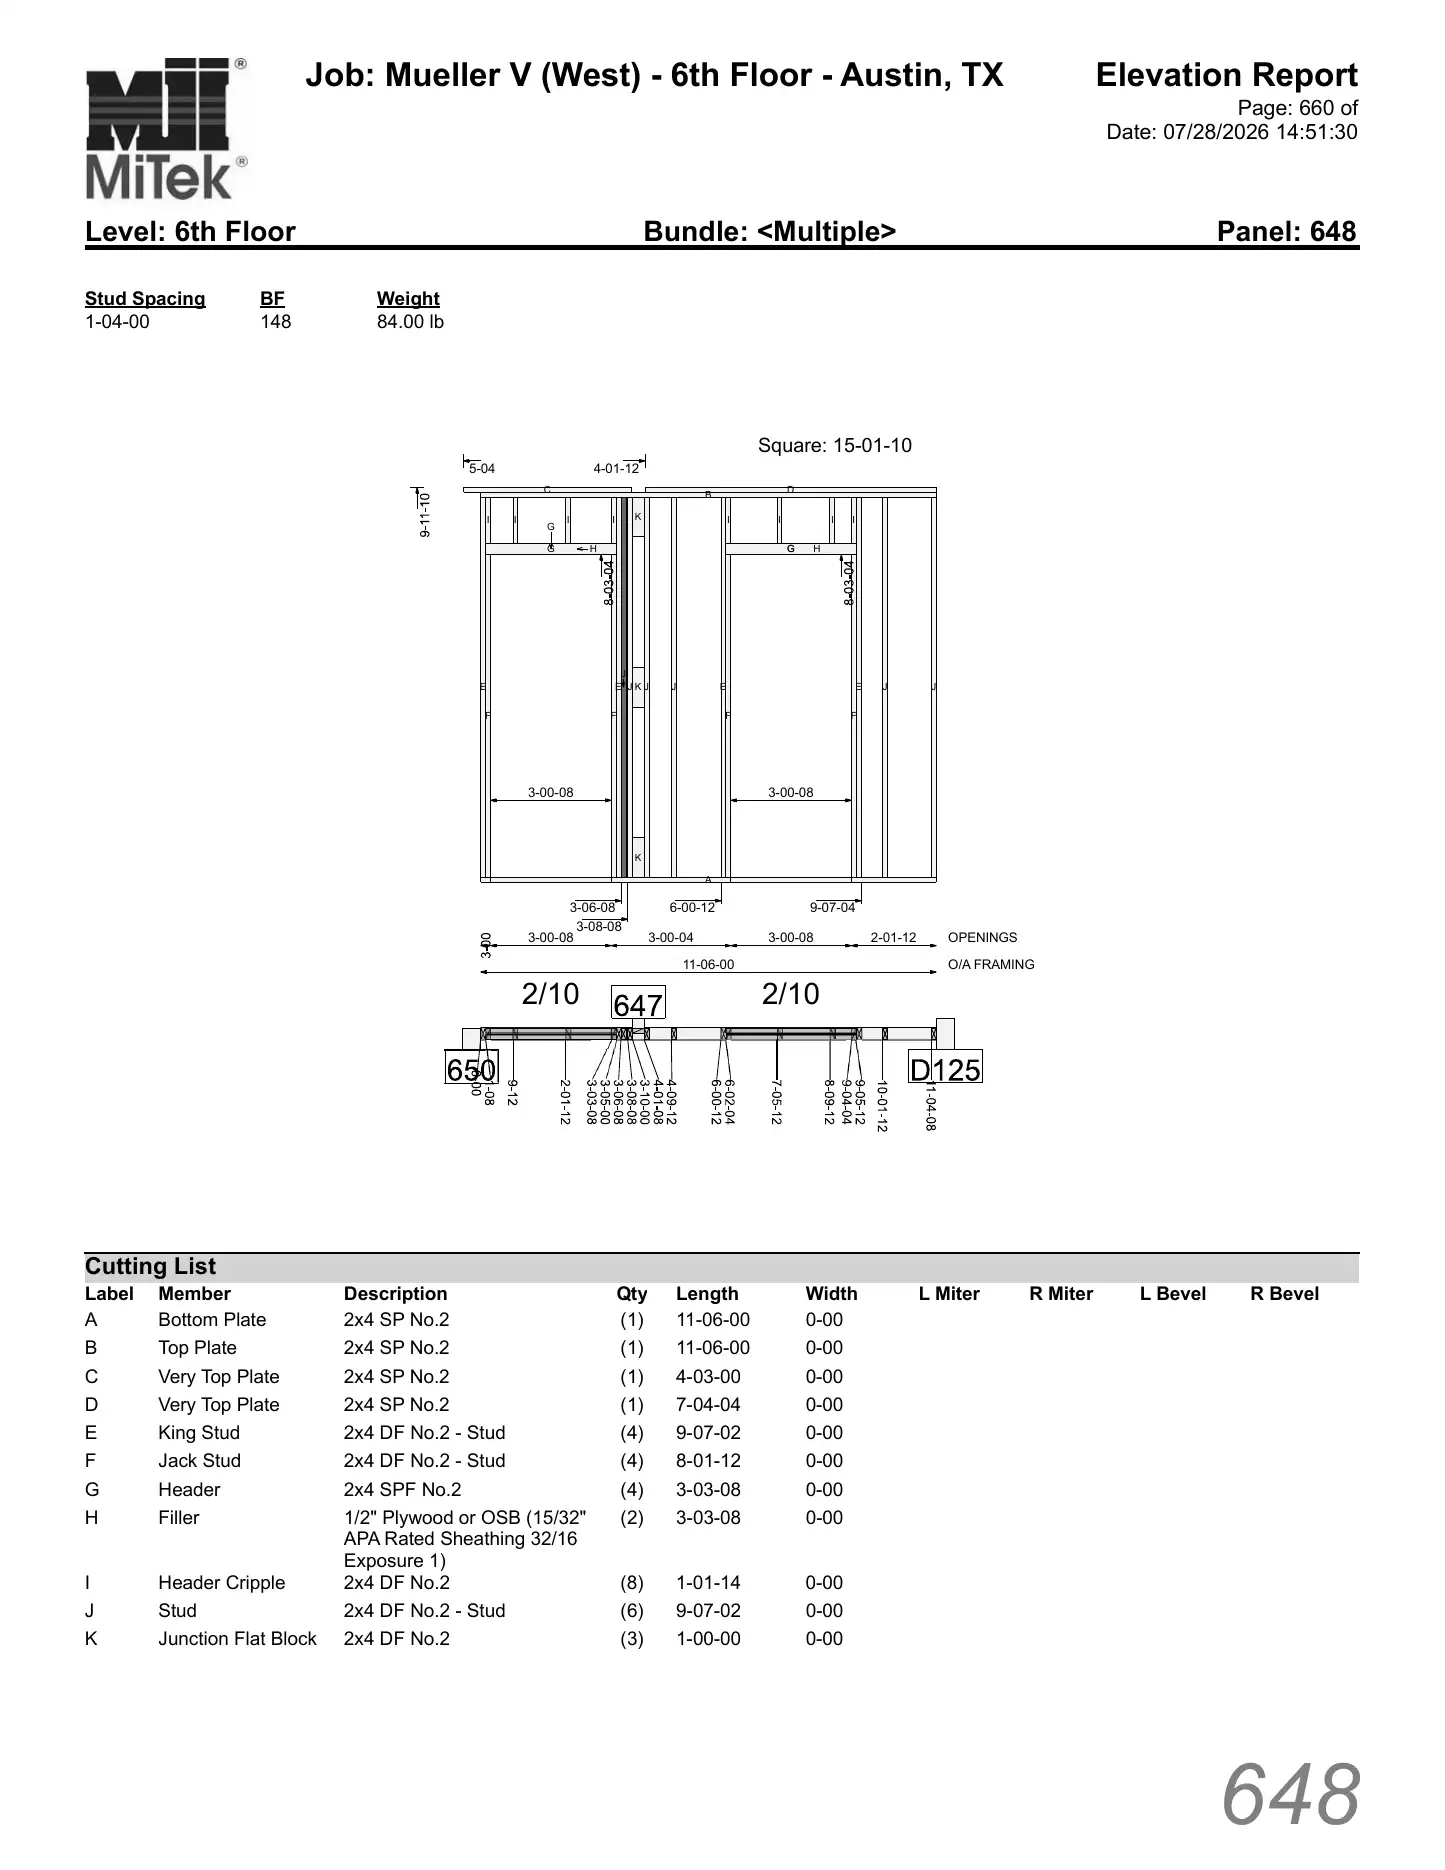 Job: Mueller V (West) - 6th Floor - Austin, TX
Elevation Report
Page: 660 of
Date: 07/28/2026 14:51:30
MiTek®
Level: 6th Floor Bundle: <Multiple> Panel: 648
Stud Spacing BF Weight
1-04-00 148 84.00 lb
Square: 15-01-10
5-04 4-01-12
9-11-10
C B D
I I I I K I I I I
G
G H G H
8-03-04 8-03-04
J
E E J K J J E E J J
F F F F
3-00-08 3-00-08
K
A
3-06-08 6-00-12 9-07-04
3-08-08
3-00 3-00-08 3-00-04 3-00-08 2-01-12 OPENINGS
11-06-00 O/A FRAMING
2/10 647 2/10
650 D125
1-08 9-12 2-01-12 3-03-08 3-05-00 3-06-08 3-08-08 3-10-00 4-01-08 4-09-12 6-00-12 6-02-04 7-05-12 8-09-12 9-04-04 9-05-12 10-01-12 11-04-08
Cutting List
Label Member Description Qty Length Width L Miter R Miter L Bevel R Bevel
A Bottom Plate 2x4 SP No.2 (1) 11-06-00 0-00
B Top Plate 2x4 SP No.2 (1) 11-06-00 0-00
C Very Top Plate 2x4 SP No.2 (1) 4-03-00 0-00
D Very Top Plate 2x4 SP No.2 (1) 7-04-04 0-00
E King Stud 2x4 DF No.2 - Stud (4) 9-07-02 0-00
F Jack Stud 2x4 DF No.2 - Stud (4) 8-01-12 0-00
G Header 2x4 SPF No.2 (4) 3-03-08 0-00
H Filler 1/2" Plywood or OSB (15/32" (2) 3-03-08 0-00
APA Rated Sheathing 32/16
Exposure 1)
I Header Cripple 2x4 DF No.2 (8) 1-01-14 0-00
J Stud 2x4 DF No.2 - Stud (6) 9-07-02 0-00
K Junction Flat Block 2x4 DF No.2 (3) 1-00-00 0-00
648